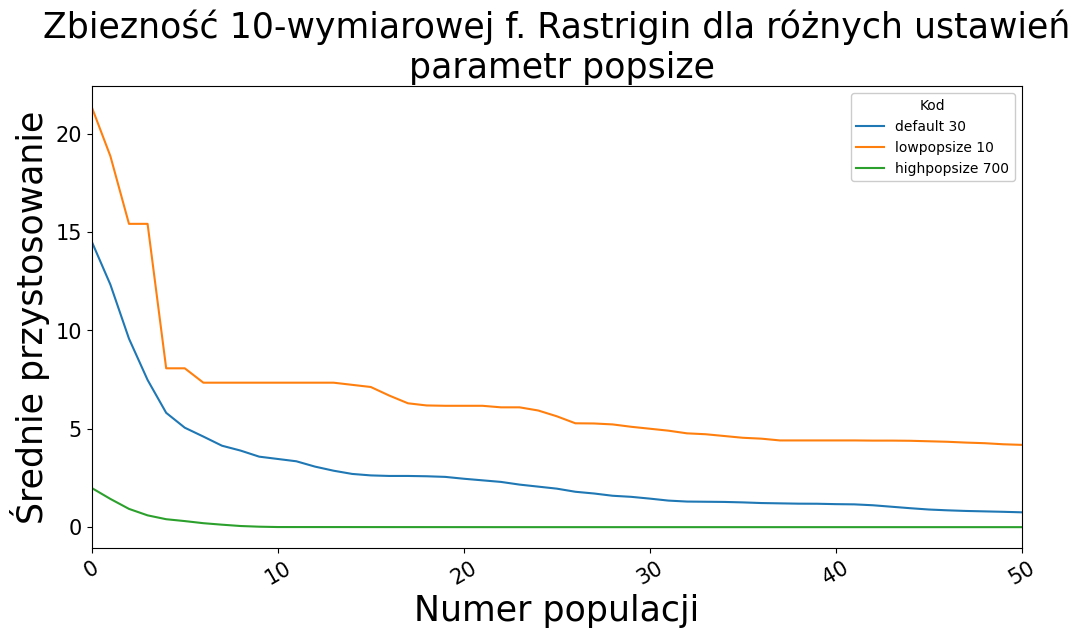 Zbiezność 10-wymiarowej f. Rastrigin dla różnych ustawień
parametr popsize
Kod
default 30
lowpopsize 10
highpopsize 700
Średnie przystosowanie
20
15
10
5
0
0
10
20
30
40
50
Numer populacji